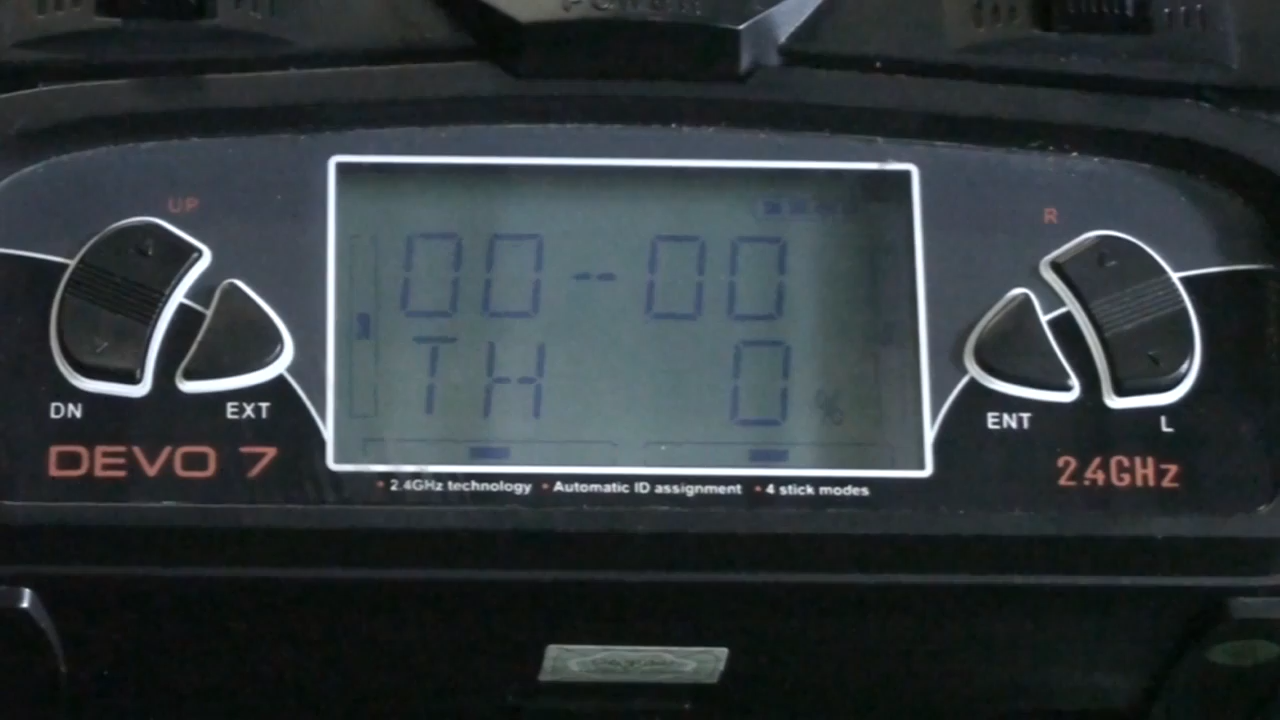 POWER
UP
R
00-00
TH 0 %
DN
EXT
ENT
L
DEVO 7
2.4GHz
• 2.4GHz technology • Automatic ID assignment • 4 stick modes